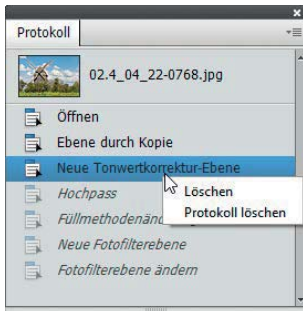 Protokoll
02.4_04_22-0768.jpg
Öffnen
Ebene durch Kopie
Neue Tonwertkorrektur-Ebene
Löschen
Hochpass
Protokoll löschen
Füllmethodenänd
Neue Fotofilterebene
Fotofilterebene ändern